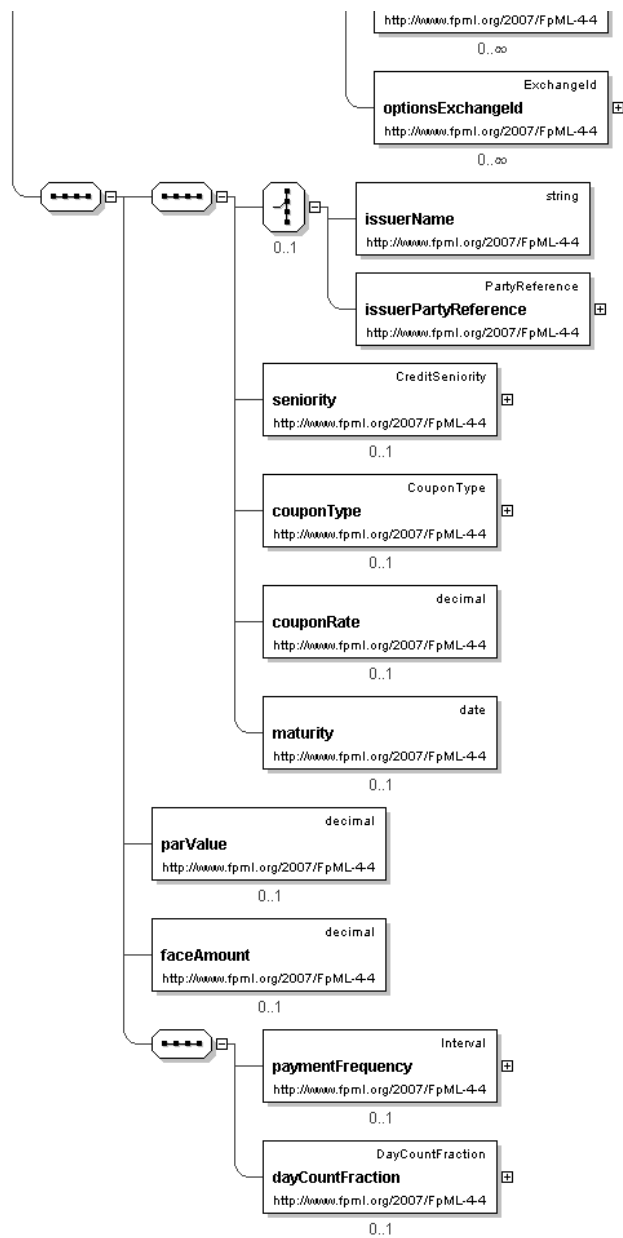 http://www.fpml.org/2007/FpML-4-4
0..∞
ExchangeId
optionsExchangeId
http://www.fpml.org/2007/FpML-4-4
0..∞
0..1
string
issuerName
http://www.fpml.org/2007/FpML-4-4
PartyReference
issuerPartyReference
http://www.fpml.org/2007/FpML-4-4
CreditSeniority
seniority
http://www.fpml.org/2007/FpML-4-4
0..1
CouponType
couponType
http://www.fpml.org/2007/FpML-4-4
0..1
decimal
couponRate
http://www.fpml.org/2007/FpML-4-4
0..1
date
maturity
http://www.fpml.org/2007/FpML-4-4
0..1
decimal
parValue
http://www.fpml.org/2007/FpML-4-4
0..1
decimal
faceAmount
http://www.fpml.org/2007/FpML-4-4
0..1
Interval
paymentFrequency
http://www.fpml.org/2007/FpML-4-4
0..1
DayCountFraction
dayCountFraction
http://www.fpml.org/2007/FpML-4-4
0..1